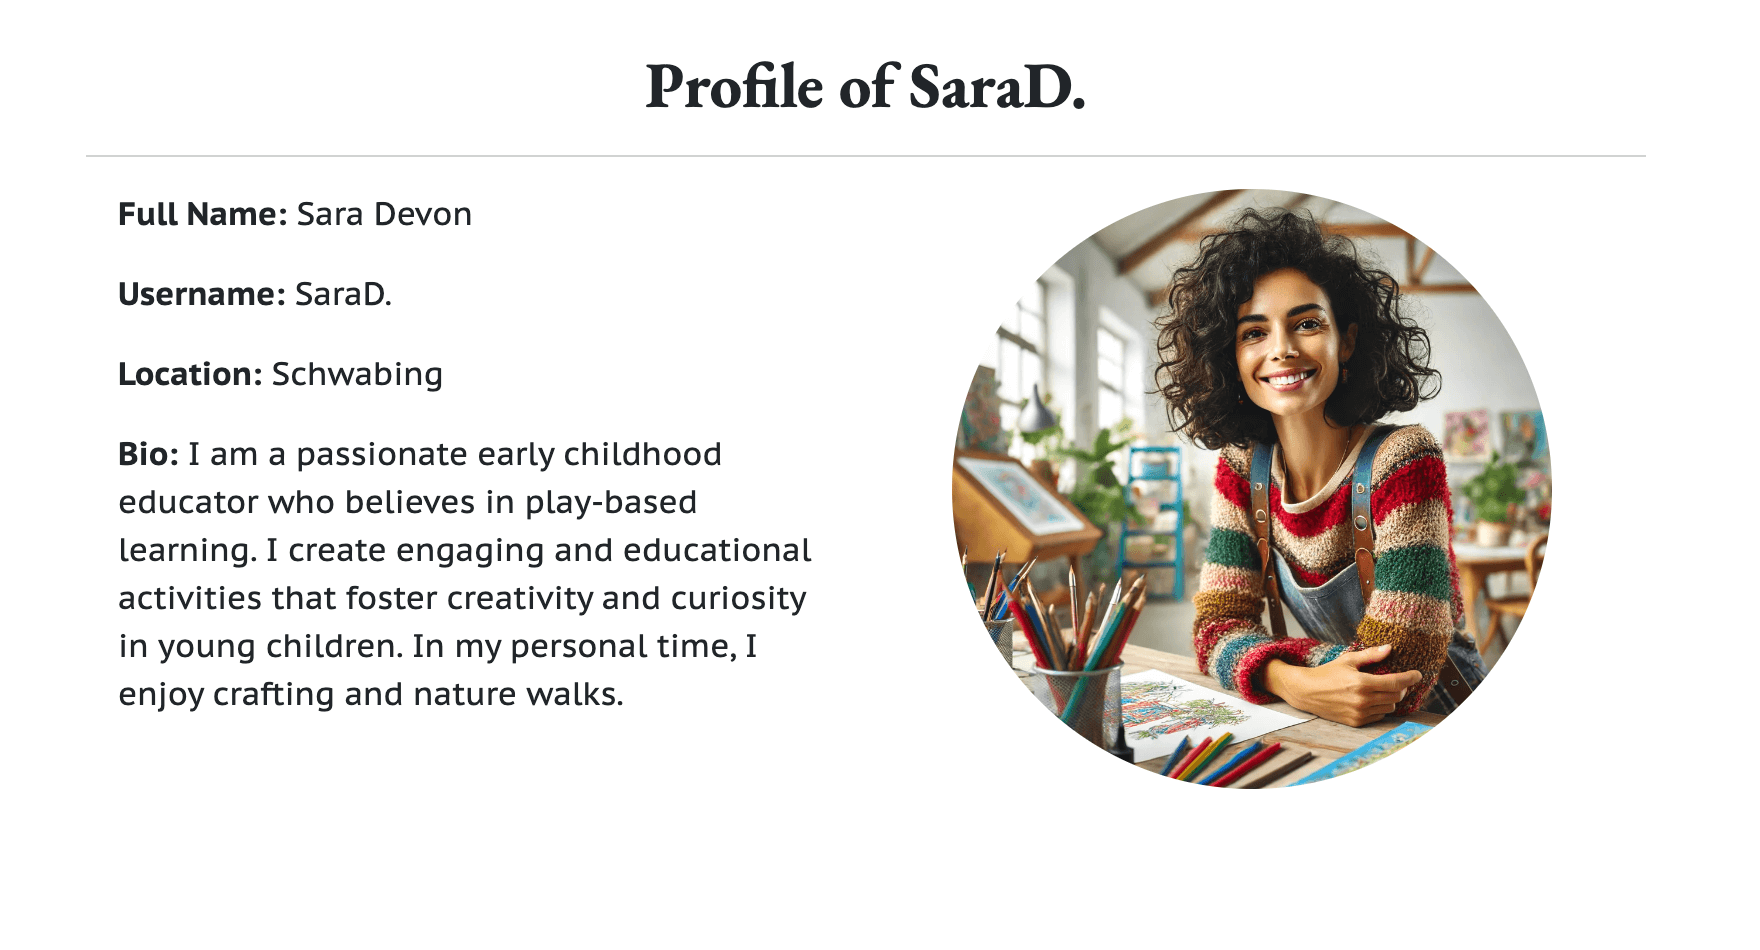 Profile of SaraD.
Full Name: Sara Devon
Username: SaraD.
Location: Schwabing
Bio: I am a passionate early childhood
educator who believes in play-based
learning. I create engaging and educational
activities that foster creativity and curiosity
in young children. In my personal time, I
enjoy crafting and nature walks.